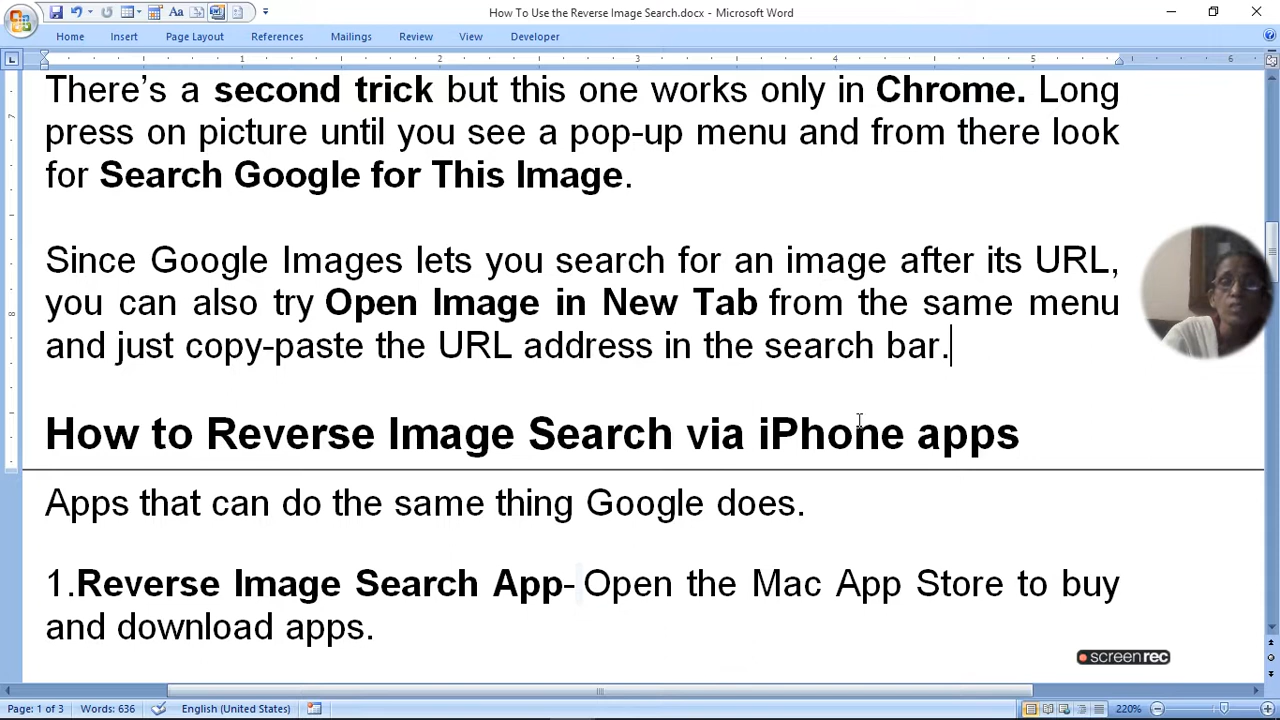 How To Use the Reverse Image Search.docx - Microsoft Word
Home Insert Page Layout References Mailings Review View Developer
1 2 3 4 5 6
There’s a second trick but this one works only in Chrome. Long
press on picture until you see a pop-up menu and from there look
for Search Google for This Image.
Since Google Images lets you search for an image after its URL,
you can also try Open Image in New Tab from the same menu
and just copy-paste the URL address in the search bar.
How to Reverse Image Search via iPhone apps
Apps that can do the same thing Google does.
1.Reverse Image Search App- Open the Mac App Store to buy
and download apps.
screenrec
Page: 1 of 3 Words: 636 English (United States) 220%